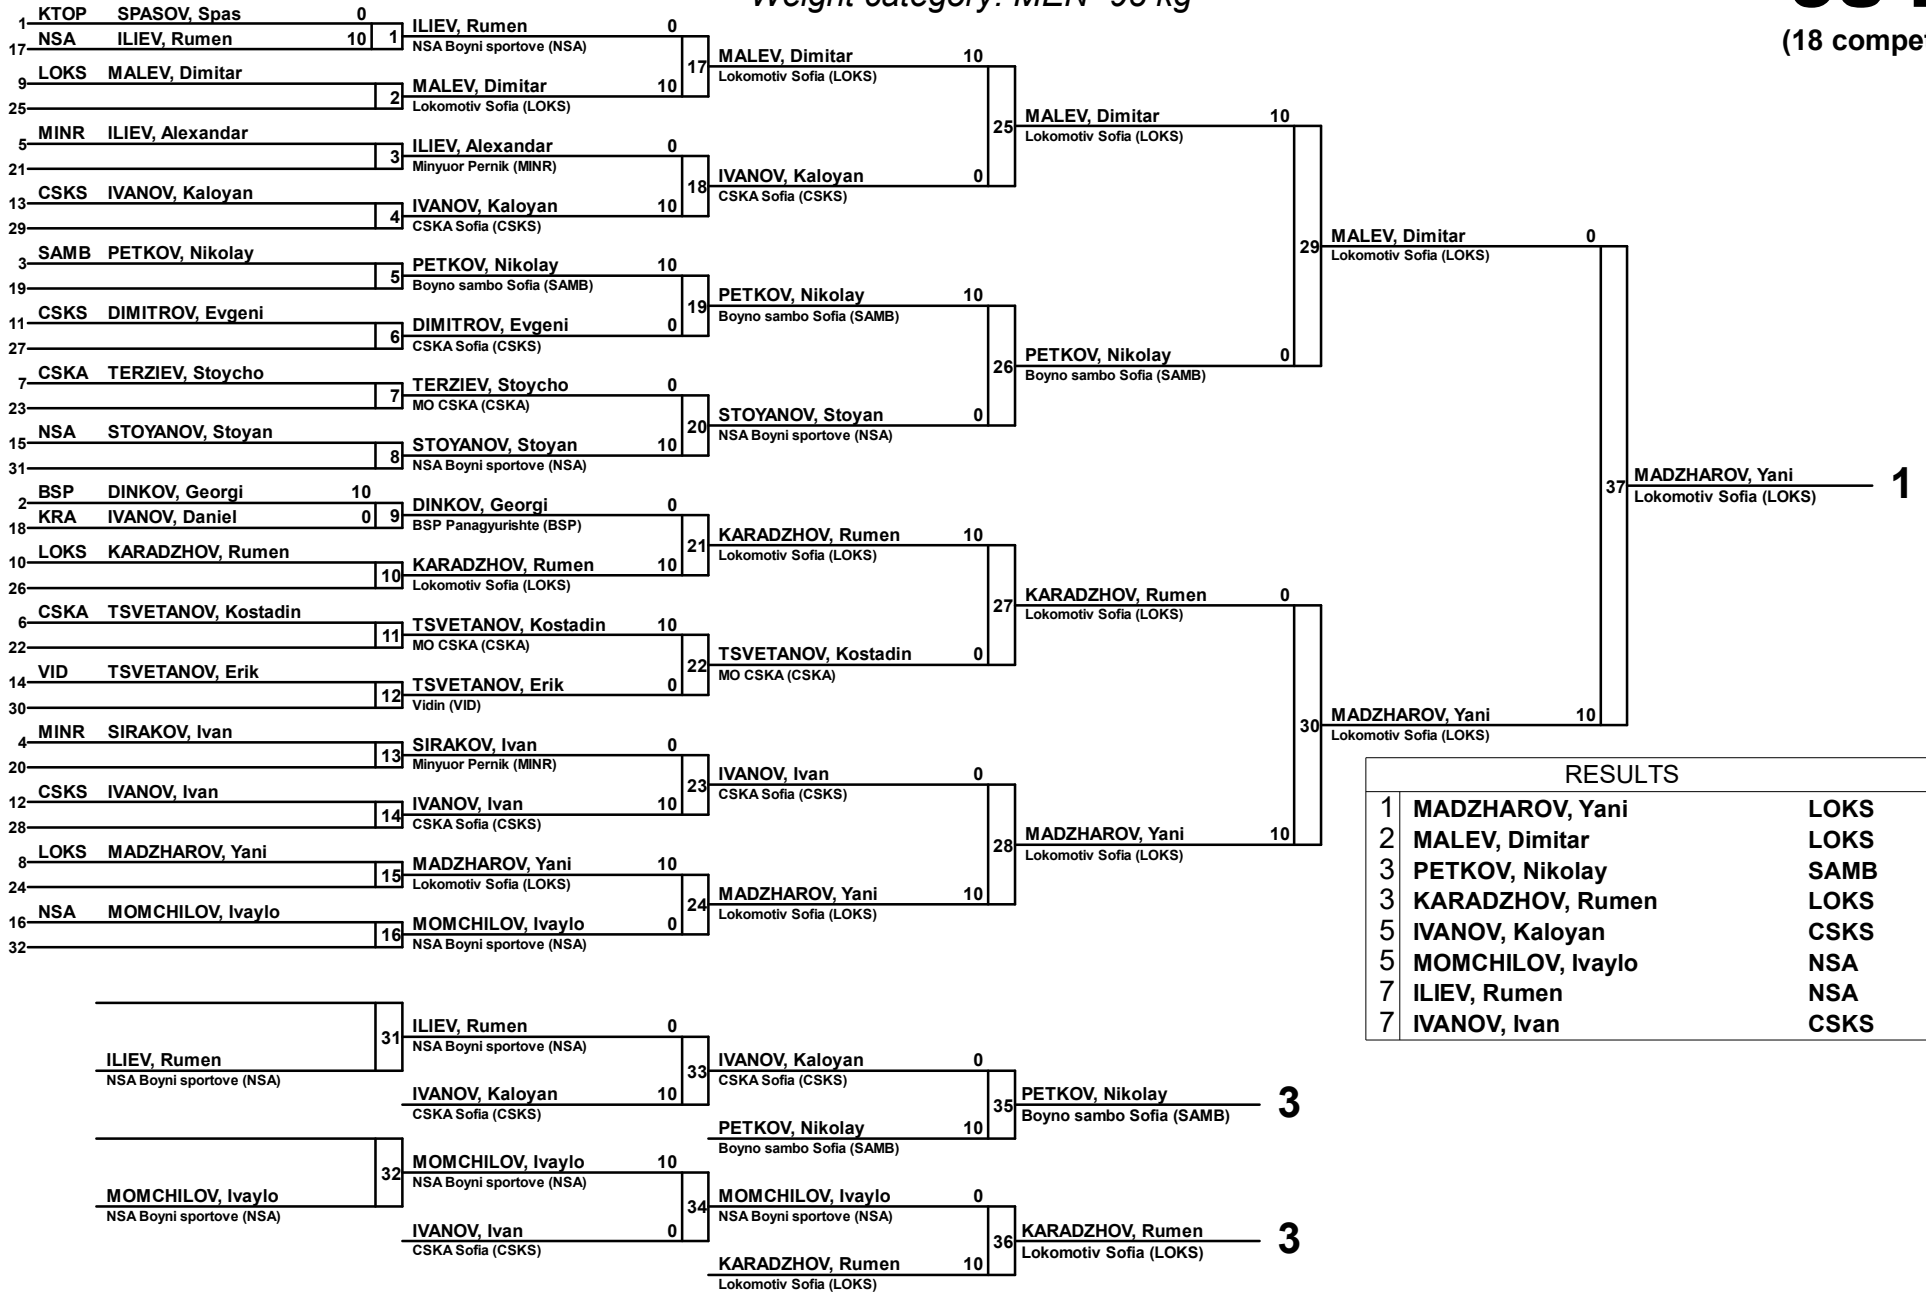 (18 compet
1 KTOP SPASOV, Spas 0
17 NSA ILIEV, Rumen 10
1
9 LOKS MALEV, Dimitar
25
2
5 MINR ILIEV, Alexandar
21
3
13 CSKS IVANOV, Kaloyan
29
4
3 SAMB PETKOV, Nikolay
19
5
11 CSKS DIMITROV, Evgeni
27
6
7 CSKA TERZIEV, Stoycho
23
7
15 NSA STOYANOV, Stoyan
31
8
2 BSP DINKOV, Georgi 10
18 KRA IVANOV, Daniel 0
9
10 LOKS KARADZHOV, Rumen
26
10
6 CSKA TSVETANOV, Kostadin
22
11
14 VID TSVETANOV, Erik
30
12
4 MINR SIRAKOV, Ivan
20
13
12 CSKS IVANOV, Ivan
28
14
8 LOKS MADZHAROV, Yani
24
15
16 NSA MOMCHILOV, Ivaylo
32
16
ILIEV, Rumen 0
NSA Boyni sportove (NSA)
17
MALEV, Dimitar 10
Lokomotiv Sofia (LOKS)
ILIEV, Alexandar 0
Minyuor Pernik (MINR)
18
IVANOV, Kaloyan 10
CSKA Sofia (CSKS)
PETKOV, Nikolay 10
Boyno sambo Sofia (SAMB)
19
DIMITROV, Evgeni 0
CSKA Sofia (CSKS)
TERZIEV, Stoycho 0
MO CSKA (CSKA)
20
STOYANOV, Stoyan 10
NSA Boyni sportove (NSA)
DINKOV, Georgi 0
BSP Panagyurishte (BSP)
21
KARADZHOV, Rumen 10
Lokomotiv Sofia (LOKS)
TSVETANOV, Kostadin 10
MO CSKA (CSKA)
22
TSVETANOV, Erik 0
Vidin (VID)
SIRAKOV, Ivan 0
Minyuor Pernik (MINR)
23
IVANOV, Ivan 10
CSKA Sofia (CSKS)
MADZHAROV, Yani 10
Lokomotiv Sofia (LOKS)
24
MOMCHILOV, Ivaylo 0
NSA Boyni sportove (NSA)
MALEV, Dimitar 10
Lokomotiv Sofia (LOKS)
25
IVANOV, Kaloyan 0
CSKA Sofia (CSKS)
PETKOV, Nikolay 10
Boyno sambo Sofia (SAMB)
26
STOYANOV, Stoyan 0
NSA Boyni sportove (NSA)
KARADZHOV, Rumen 10
Lokomotiv Sofia (LOKS)
27
TSVETANOV, Kostadin 0
MO CSKA (CSKA)
IVANOV, Ivan 0
CSKA Sofia (CSKS)
28
MADZHAROV, Yani 10
Lokomotiv Sofia (LOKS)
MALEV, Dimitar 10
Lokomotiv Sofia (LOKS)
29
PETKOV, Nikolay 0
Boyno sambo Sofia (SAMB)
KARADZHOV, Rumen 0
Lokomotiv Sofia (LOKS)
30
MADZHAROV, Yani 10
Lokomotiv Sofia (LOKS)
MALEV, Dimitar 0
Lokomotiv Sofia (LOKS)
37
MADZHAROV, Yani 10
Lokomotiv Sofia (LOKS)
MADZHAROV, Yani 1
Lokomotiv Sofia (LOKS)
RESULTS
1 MADZHAROV, Yani LOKS
2 MALEV, Dimitar LOKS
3 PETKOV, Nikolay SAMB
3 KARADZHOV, Rumen LOKS
5 IVANOV, Kaloyan CSKS
5 MOMCHILOV, Ivaylo NSA
7 ILIEV, Rumen NSA
7 IVANOV, Ivan CSKS
31
ILIEV, Rumen
NSA Boyni sportove (NSA)
32
MOMCHILOV, Ivaylo
NSA Boyni sportove (NSA)
ILIEV, Rumen 0
NSA Boyni sportove (NSA)
33
IVANOV, Kaloyan 10
CSKA Sofia (CSKS)
MOMCHILOV, Ivaylo 10
NSA Boyni sportove (NSA)
34
IVANOV, Ivan 0
CSKA Sofia (CSKS)
IVANOV, Kaloyan 0
CSKA Sofia (CSKS)
35
PETKOV, Nikolay 10
Boyno sambo Sofia (SAMB)
MOMCHILOV, Ivaylo 0
NSA Boyni sportove (NSA)
36
KARADZHOV, Rumen 10
Lokomotiv Sofia (LOKS)
PETKOV, Nikolay 3
Boyno sambo Sofia (SAMB)
KARADZHOV, Rumen 3
Lokomotiv Sofia (LOKS)